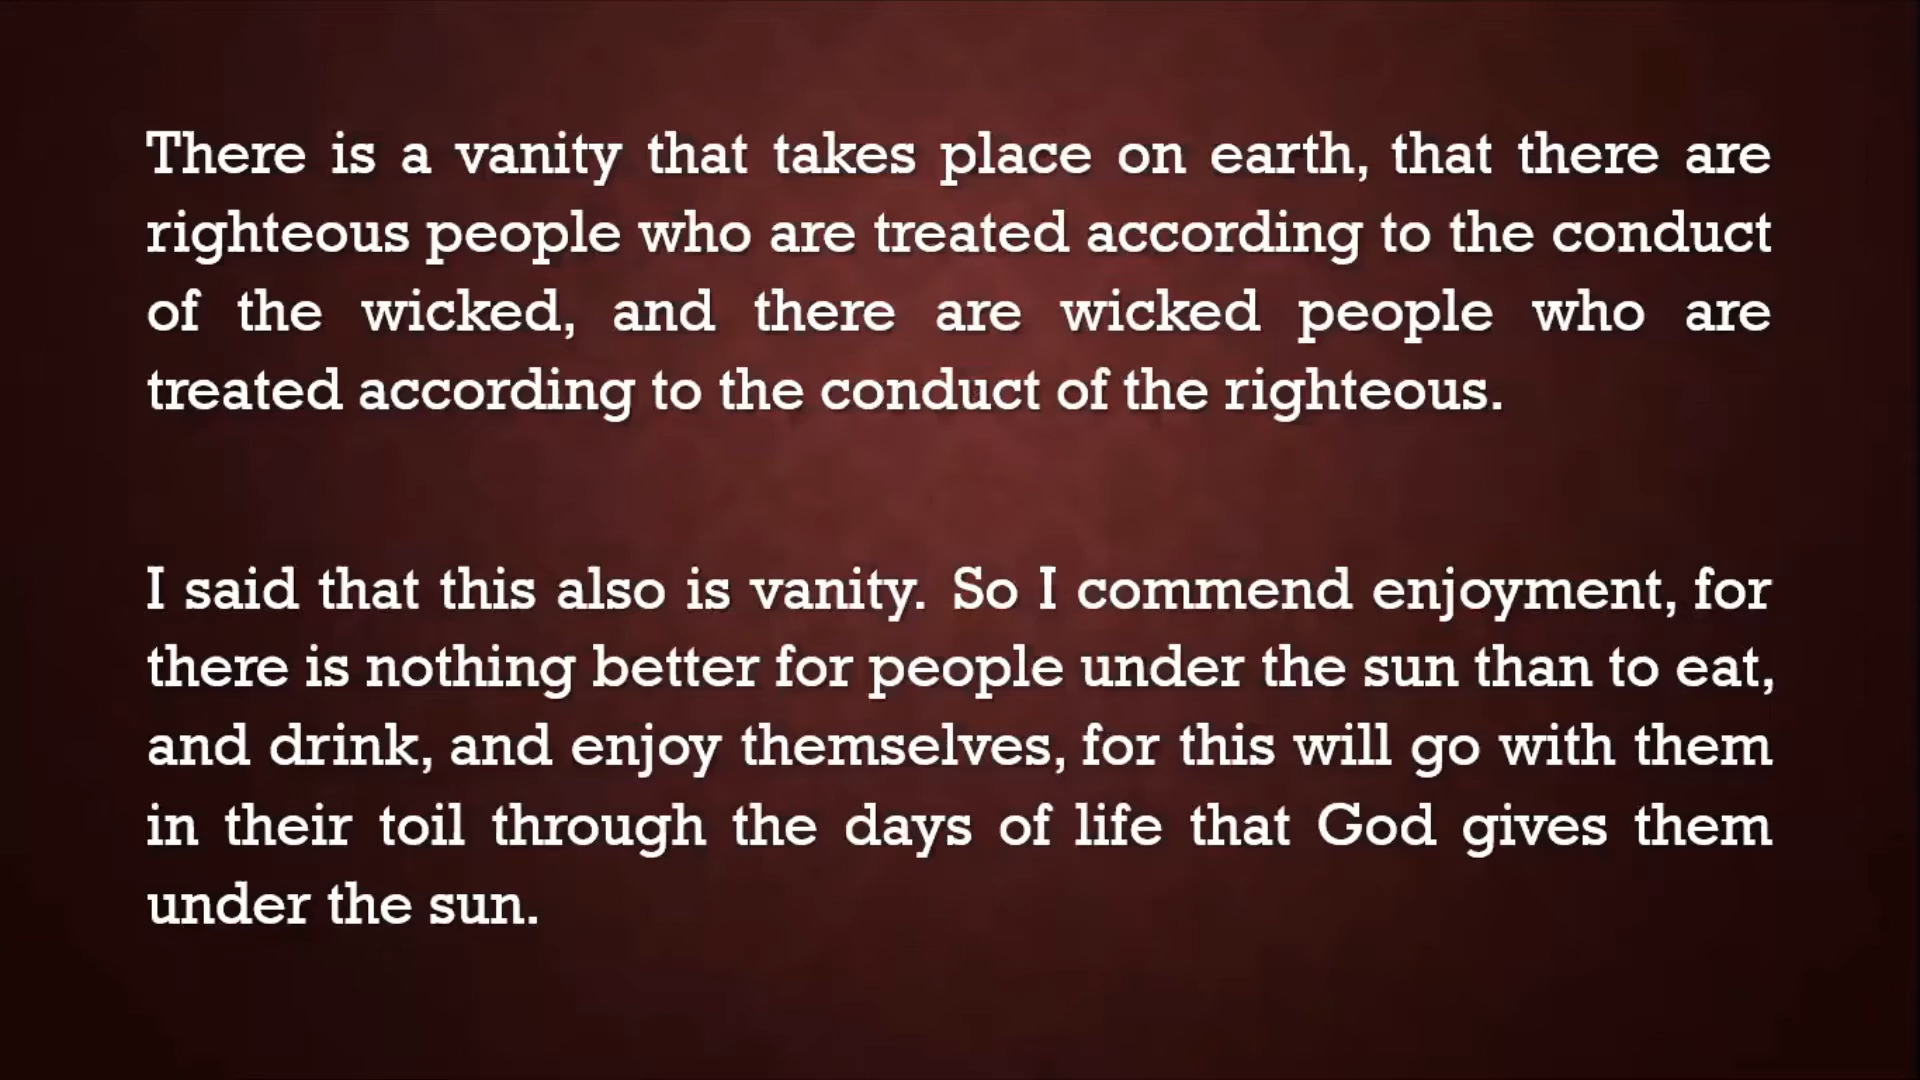 There is a vanity that takes place on earth, that there are
righteous people who are treated according to the conduct
of the wicked, and there are wicked people who are
treated according to the conduct of the righteous.
I said that this also is vanity. So I commend enjoyment, for
there is nothing better for people under the sun than to eat,
and drink, and enjoy themselves, for this will go with them
in their toil through the days of life that God gives them
under the sun.